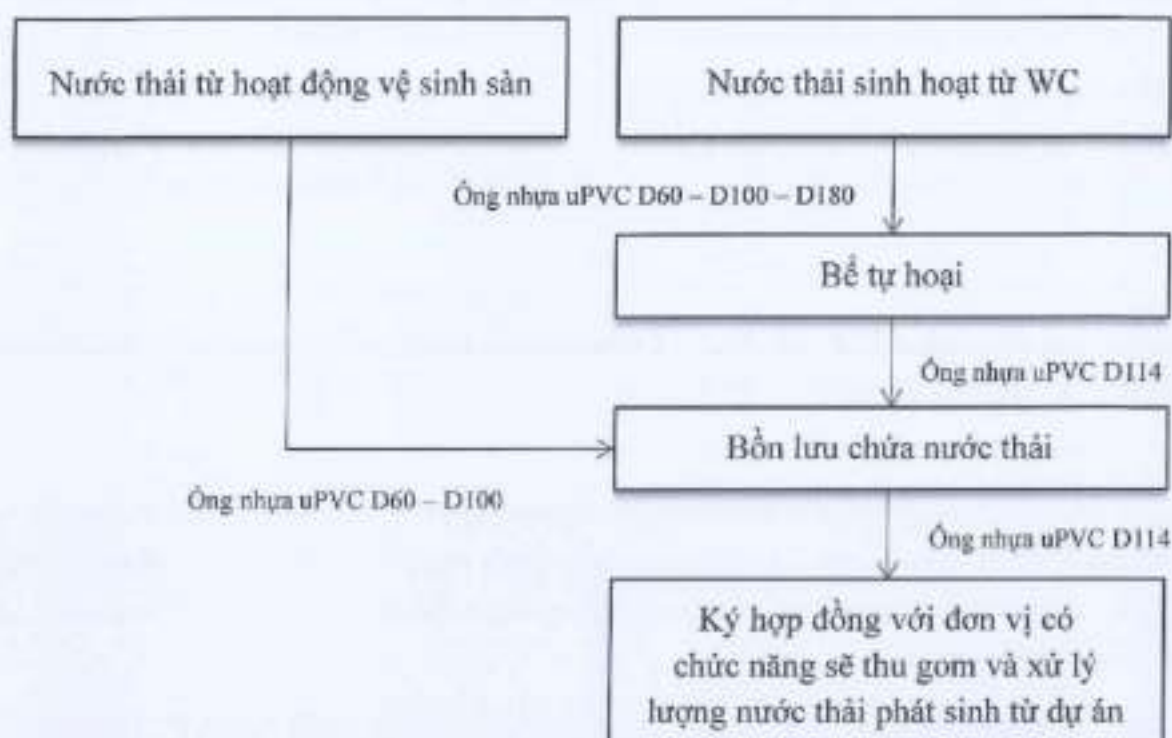 Nước thải từ hoạt động vệ sinh sàn
Nước thải sinh hoạt từ WC
Ống nhựa uPVC D60 – D100 – D180
Bể tự hoại
Ống nhựa uPVC D114
Bồn lưu chứa nước thải
Ống nhựa uPVC D60 – D100
Ống nhựa uPVC D114
Ký hợp đồng với đơn vị có
chức năng sẽ thu gom và xử lý
lượng nước thải phát sinh từ dự án